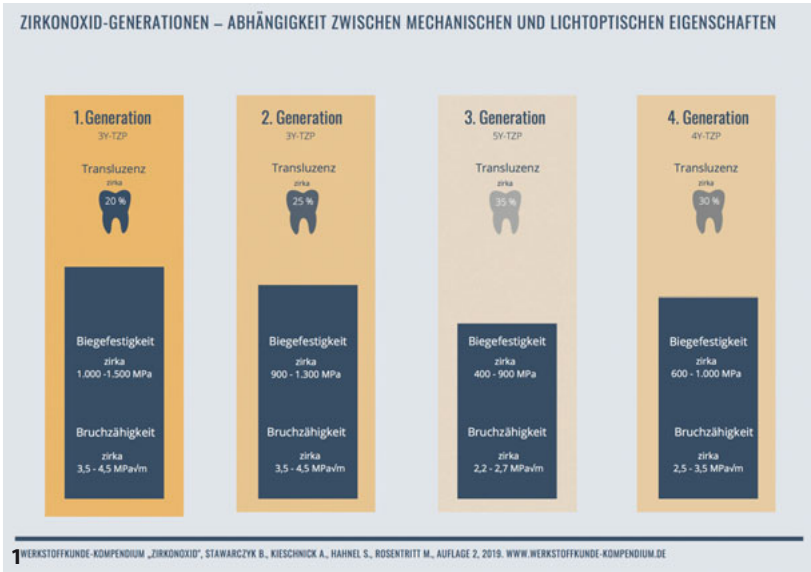 ZIRKONOXID-GENERATIONEN – ABHÄNGIGKEIT ZWISCHEN MECHANISCHEN UND LICHTOPTISCHEN EIGENSCHAFTEN
1. Generation
3Y-TZP
Transluzenz
zirka
20 %
Biegefestigkeit
zirka
1.000 -1.500 MPa
Bruchzähigkeit
zirka
3,5 - 4,5 MPa√m
2. Generation
3Y-TZP
Transluzenz
zirka
25 %
Biegefestigkeit
zirka
900 - 1.300 MPa
Bruchzähigkeit
zirka
3,5 - 4,5 MPa√m
3. Generation
5Y-TZP
Transluzenz
zirka
35 %
Biegefestigkeit
zirka
400 - 900 MPa
Bruchzähigkeit
zirka
2,2 - 2,7 MPa√m
4. Generation
4Y-TZP
Transluzenz
zirka
30 %
Biegefestigkeit
zirka
600 - 1.000 MPa
Bruchzähigkeit
zirka
2,5 - 3,5 MPa√m
1 WERKSTOFFKUNDE-KOMPENDIUM „ZIRKONOXID", STAWARCZYK B., KIESCHNICK A., HAHNEL S., ROSENTRITT M., AUFLAGE 2, 2019. WWW.WERKSTOFFKUNDE-KOMPENDIUM.DE